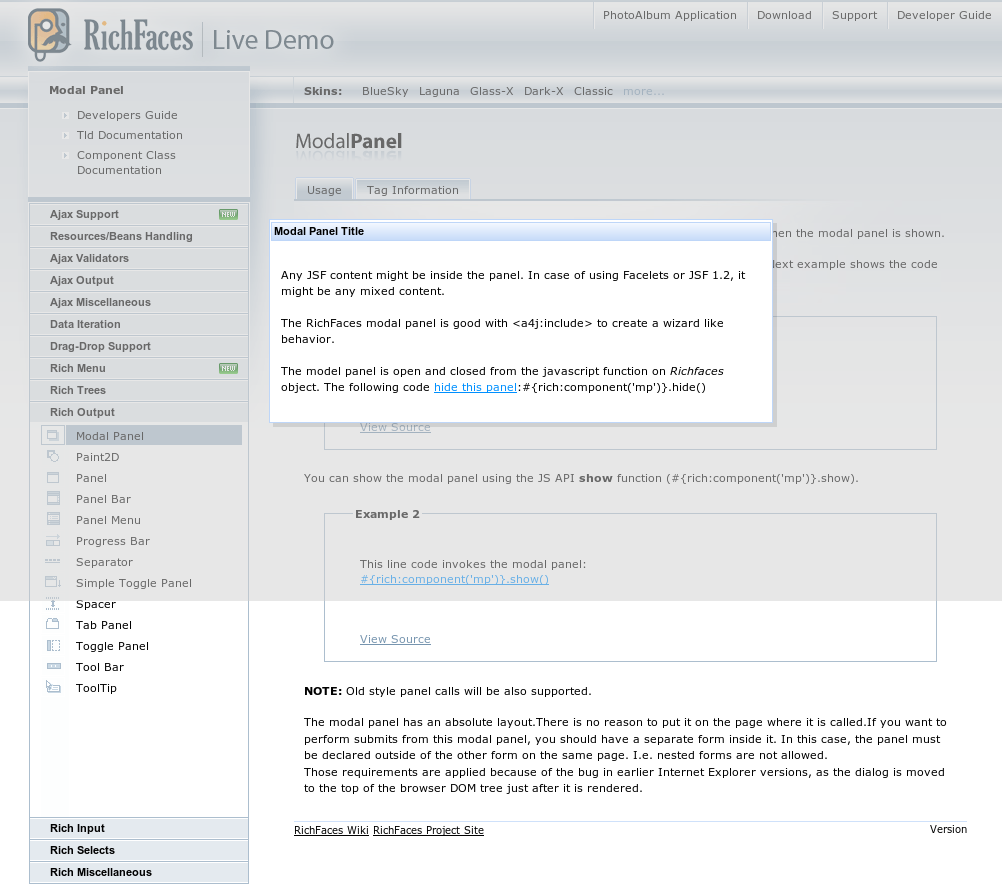 PhotoAlbum Application Download Support Developer Guide
RichFaces Live Demo
Skins: BlueSky Laguna Glass-X Dark-X Classic more...
Modal Panel
Developers Guide
Tld Documentation
Component Class
Documentation
Ajax Support NEW
Resources/Beans Handling
Ajax Validators
Ajax Output
Ajax Miscellaneous
Data Iteration
Drag-Drop Support
Rich Menu NEW
Rich Trees
Rich Output
Modal Panel
Paint2D
Panel
Panel Bar
Panel Menu
Progress Bar
Separator
Simple Toggle Panel
Spacer
Tab Panel
Toggle Panel
Tool Bar
ToolTip
Rich Input
Rich Selects
Rich Miscellaneous
ModalPanel
Usage Tag Information
the modal panel is shown.
example shows the code
Modal Panel Title
Any JSF content might be inside the panel. In case of using Facelets or JSF 1.2, it
might be any mixed content.
The RichFaces modal panel is good with <a4j:include> to create a wizard like
behavior.
The model panel is open and closed from the javascript function on Richfaces
object. The following code hide this panel:#{rich:component('mp')}.hide()
View Source
You can show the modal panel using the JS API show function (#{rich:component('mp')}.show).
Example 2
This line code invokes the modal panel:
#{rich:component('mp')}.show()
View Source
NOTE: Old style panel calls will be also supported.
The modal panel has an absolute layout.There is no reason to put it on the page where it is called.If you want to
perform submits from this modal panel, you should have a separate form inside it. In this case, the panel must
be declared outside of the other form on the same page. I.e. nested forms are not allowed.
Those requirements are applied because of the bug in earlier Internet Explorer versions, as the dialog is moved
to the top of the browser DOM tree just after it is rendered.
RichFaces Wiki RichFaces Project Site Version